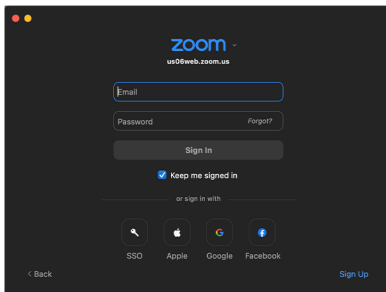 zoom
us06web.zoom.us
Email
Password Forgot?
Sign In
Keep me signed in
or sign in with
SSO Apple Google Facebook
< Back Sign Up